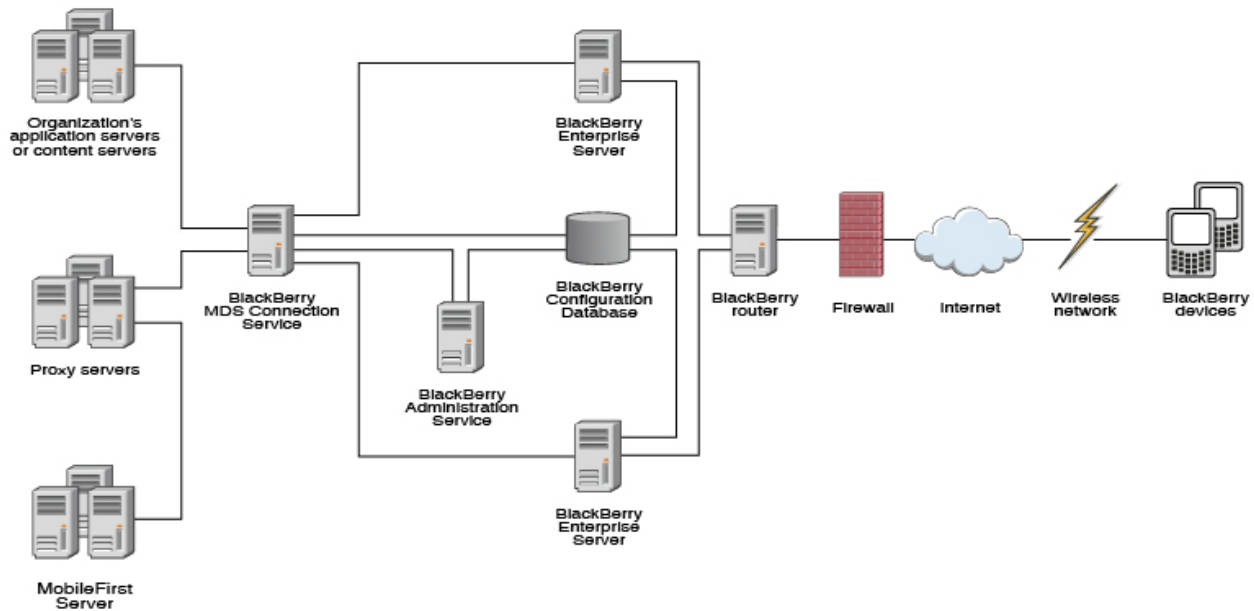 Organization's
application servers
or content servers
BlackBerry
Enterprise
Server
BlackBerry
MDS Connection
Service
BlackBerry
Configuration
Database
BlackBerry
router
Firewall
Internet
Wireless
network
BlackBerry
devices
Proxy servers
BlackBerry
Administration
Service
BlackBerry
Enterprise
Server
MobileFirst
Server